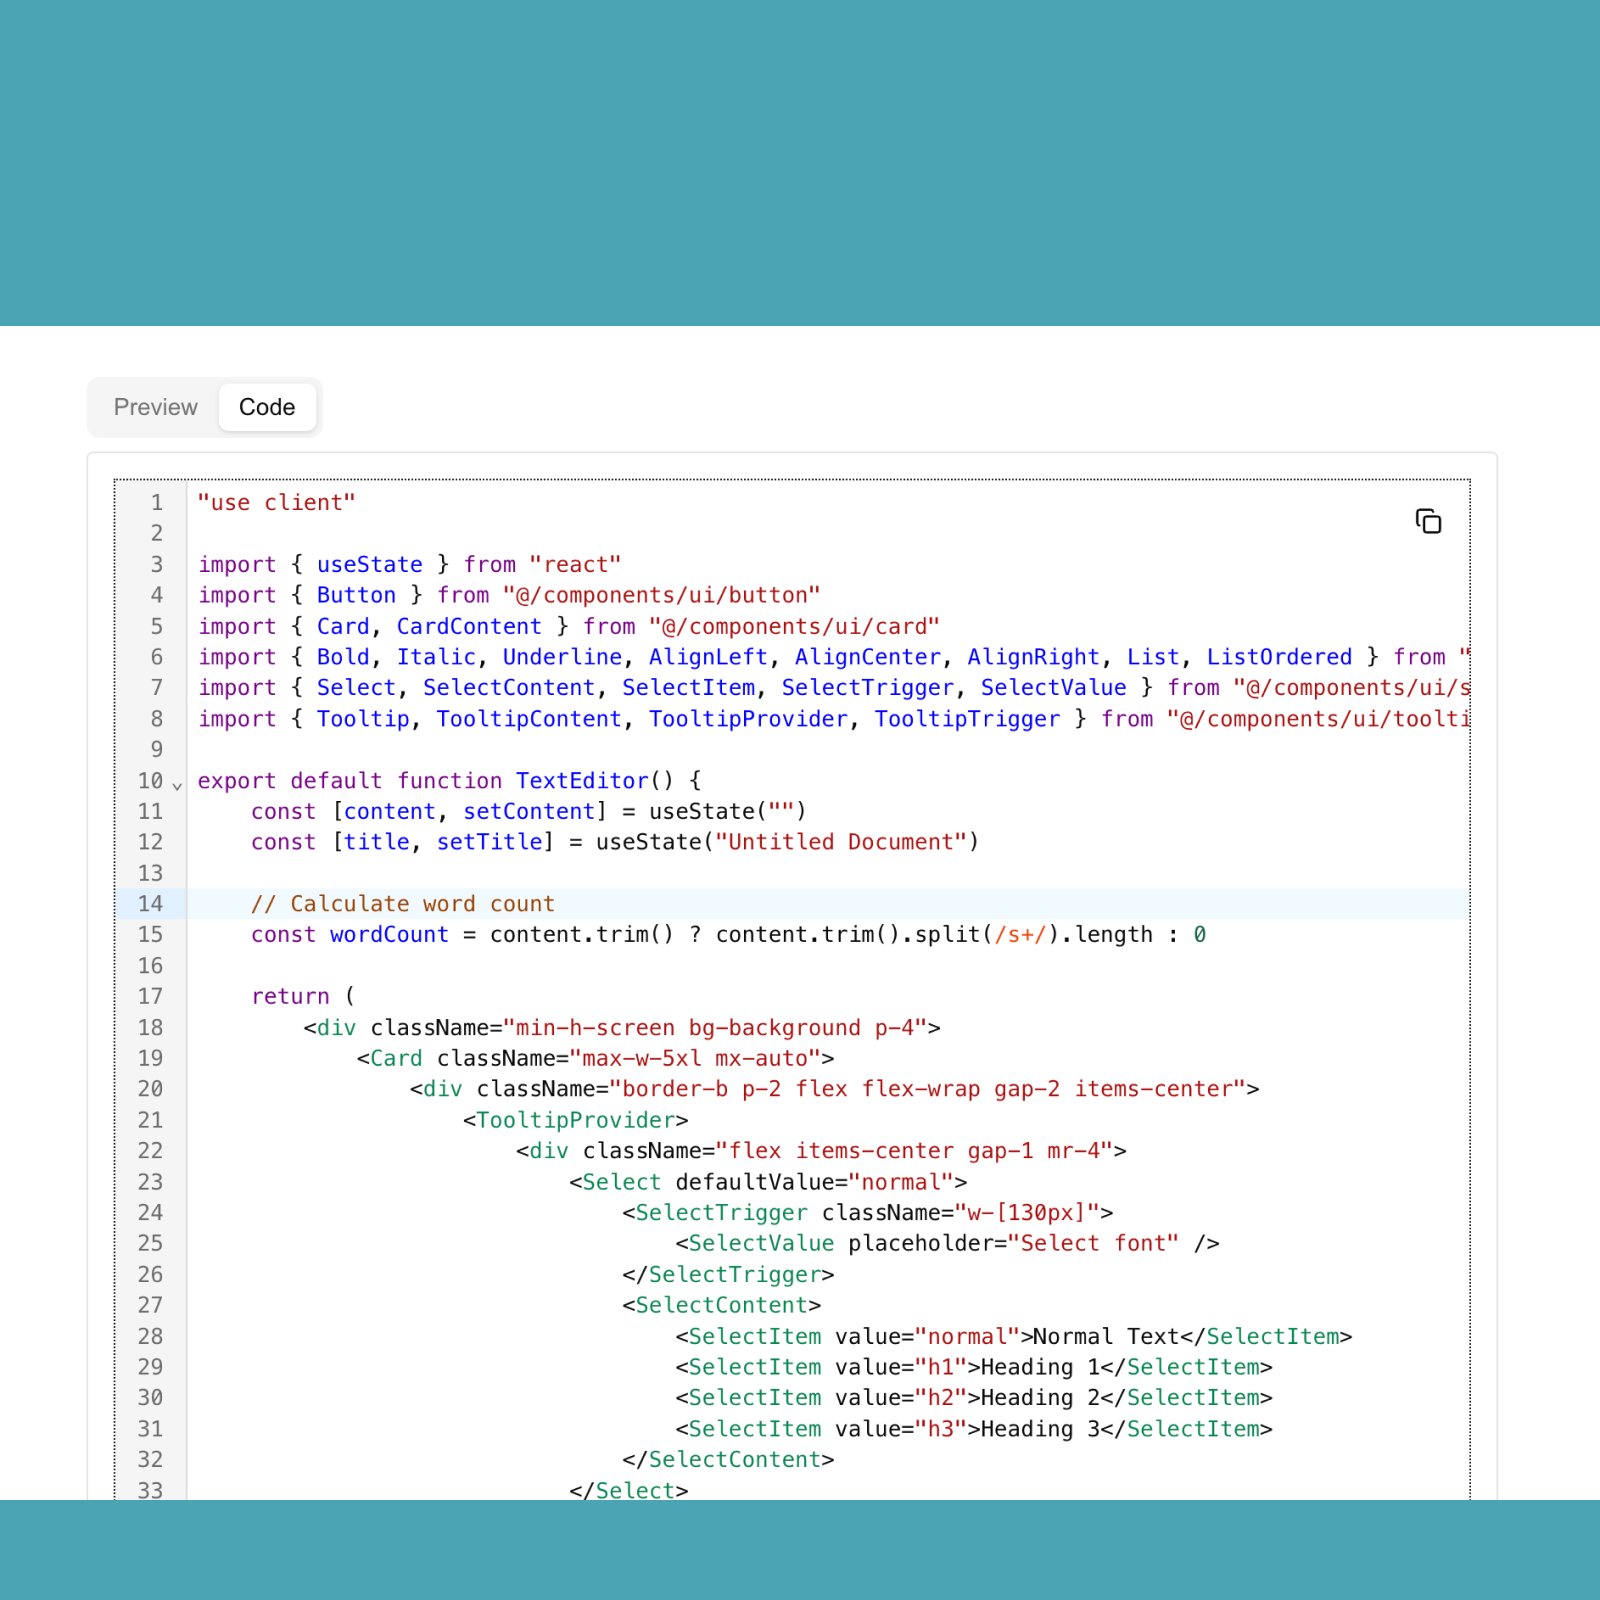 Preview Code
1 "use client"
2
3 import { useState } from "react"
4 import { Button } from "@/components/ui/button"
5 import { Card, CardContent } from "@/components/ui/card"
6 import { Bold, Italic, Underline, AlignLeft, AlignCenter, AlignRight, List, ListOrdered } from "
7 import { Select, SelectContent, SelectItem, SelectTrigger, SelectValue } from "@/components/ui/s
8 import { Tooltip, TooltipContent, TooltipProvider, TooltipTrigger } from "@/components/ui/toolti
9
10 export default function TextEditor() {
11     const [content, setContent] = useState("")
12     const [title, setTitle] = useState("Untitled Document")
13
14     // Calculate word count
15     const wordCount = content.trim() ? content.trim().split(/s+/).length : 0
16
17     return (
18         <div className="min-h-screen bg-background p-4">
19             <Card className="max-w-5xl mx-auto">
20                 <div className="border-b p-2 flex flex-wrap gap-2 items-center">
21                     <TooltipProvider>
22                         <div className="flex items-center gap-1 mr-4">
23                             <Select defaultValue="normal">
24                                 <SelectTrigger className="w-[130px]">
25                                     <SelectValue placeholder="Select font" />
26                                 </SelectTrigger>
27                                 <SelectContent>
28                                     <SelectItem value="normal">Normal Text</SelectItem>
29                                     <SelectItem value="h1">Heading 1</SelectItem>
30                                     <SelectItem value="h2">Heading 2</SelectItem>
31                                     <SelectItem value="h3">Heading 3</SelectItem>
32                                 </SelectContent>
33                             </Select>